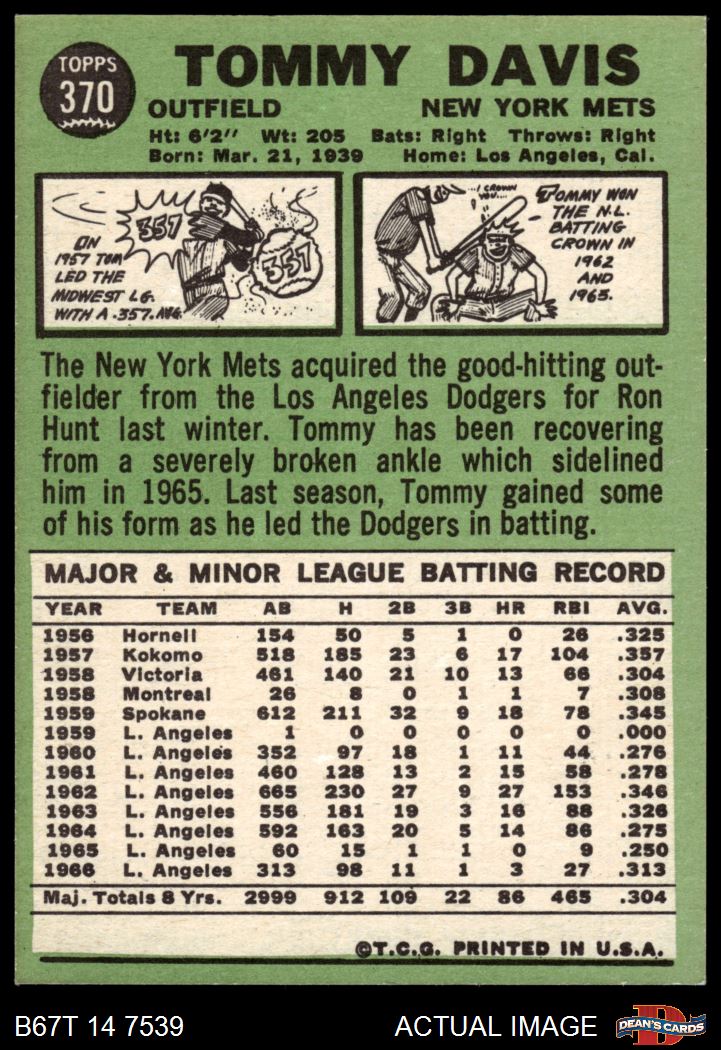 TOPPS
370
TOMMY DAVIS
OUTFIELD NEW YORK METS
Ht: 6'2'' Wt: 205 Bats: Right Throws: Right
Born: Mar. 21, 1939 Home: Los Angeles, Cal.
357
357
IN
1957 TOM
LED THE
MIDWEST LG.
WITH A .357. AVG.
I CROWN
YOU...
TOMMY WON
THE N.L.
BATTING
CROWN IN
1962
AND
1963.
The New York Mets acquired the good-hitting out-
fielder from the Los Angeles Dodgers for Ron
Hunt last winter. Tommy has been recovering
from a severely broken ankle which sidelined
him in 1965. Last season, Tommy gained some
of his form as he led the Dodgers in batting.
MAJOR & MINOR LEAGUE BATTING RECORD
YEAR TEAM AB H 2B 3B HR RBI AVG.
1956 Hornell 154 50 5 1 0 26 .325
1957 Kokomo 518 185 23 6 17 104 .357
1958 Victoria 461 140 21 10 13 66 .304
1958 Montreal 26 8 0 1 1 7 .308
1959 Spokane 612 211 32 9 18 78 .345
1959 L. Angeles 1 0 0 0 0 0 .000
1960 L. Angeles 352 97 18 1 11 44 .276
1961 L. Angeles 460 128 13 2 15 58 .278
1962 L. Angeles 665 230 27 9 27 153 .346
1963 L. Angeles 556 181 19 3 16 88 .326
1964 L. Angeles 592 163 20 5 14 86 .275
1965 L. Angeles 60 15 1 1 0 9 .250
1966 L. Angeles 313 98 11 1 3 27 .313
Maj. Totals 8 Yrs. 2999 912 109 22 86 465 .304
©T.C.G. PRINTED IN U.S.A.
B67T 14 7539 ACTUAL IMAGE
DEAN'S CARDS